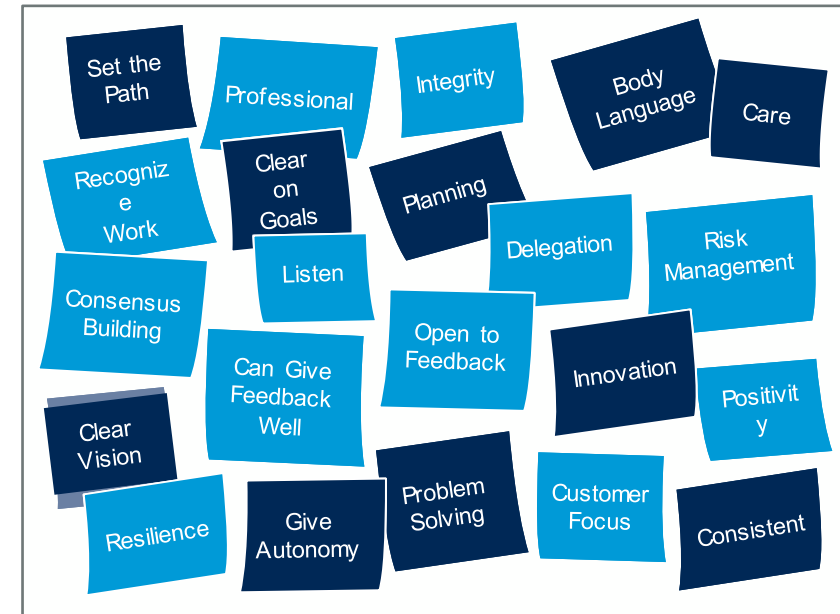 Set the
Path
Professional
Integrity
Body
Language
Care
Recogniz
e
Work
Clear
on
Goals
Planning
Listen
Delegation
Risk
Management
Consensus
Building
Can Give
Feedback
Well
Open to
Feedback
Innovation
Positivit
y
Clear
Vision
Resilience
Give
Autonomy
Problem
Solving
Customer
Focus
Consistent